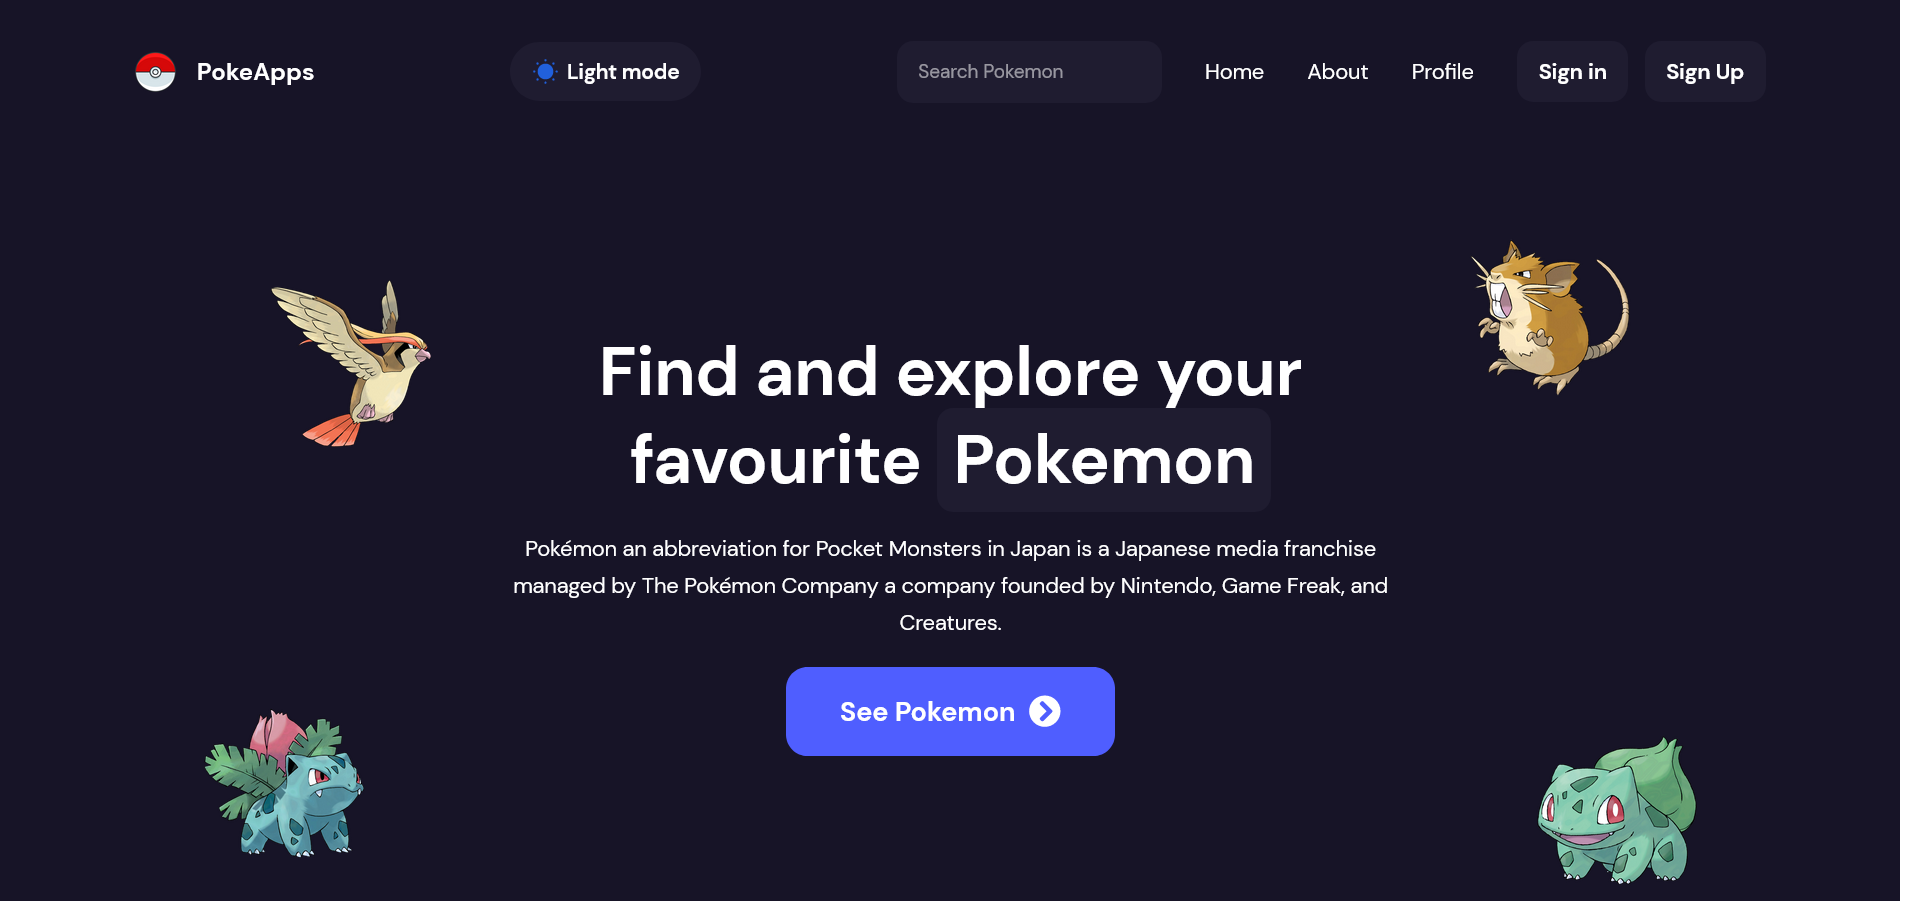 PokeApps
Light mode
Search Pokemon
Home
About
Profile
Sign in
Sign Up
Find and explore your
favourite Pokemon
Pokémon an abbreviation for Pocket Monsters in Japan is a Japanese media franchise
managed by The Pokémon Company a company founded by Nintendo, Game Freak, and
Creatures.
See Pokemon